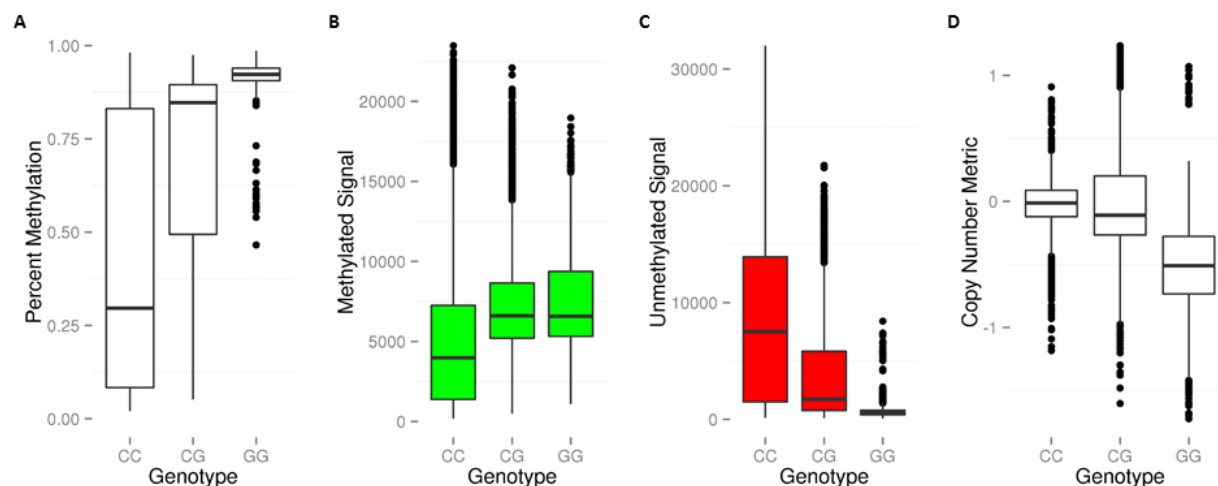 A
Percent Methylation
1.00
0.75
0.50
0.25
0.00
CC CG GG
Genotype
B
Methylated Signal
20000
15000
10000
5000
0
CC CG GG
Genotype
C
Unmethylated Signal
30000
20000
10000
0
CC CG GG
Genotype
D
Copy Number Metric
1
0
-1
CC CG GG
Genotype